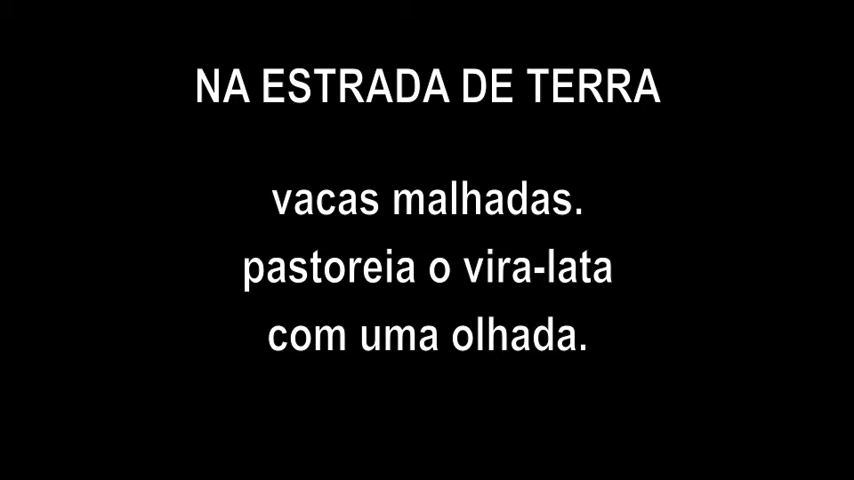 NA ESTRADA DE TERRA
vacas malhadas.
pastoreia o vira-lata
com uma olhada.